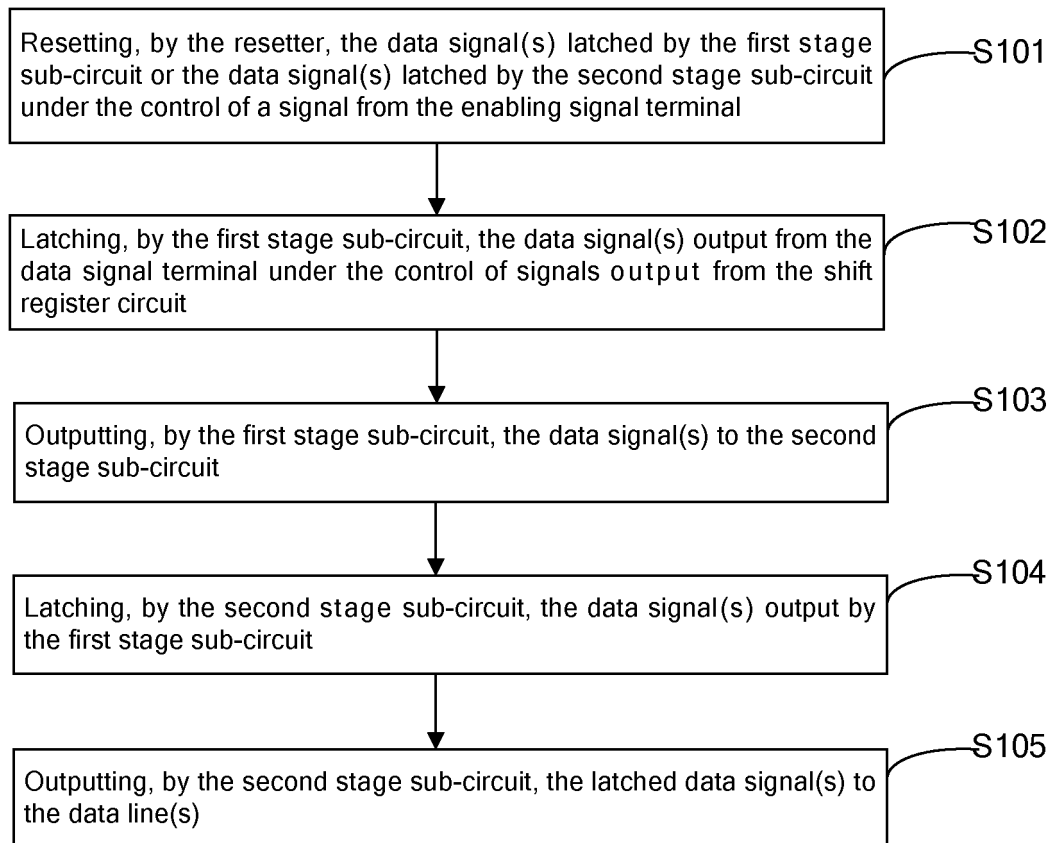 Resetting, by the resetter, the data signal(s) latched by the first stage
sub-circuit or the data signal(s) latched by the second stage sub-circuit
under the control of a signal from the enabling signal terminal
S101
Latching, by the first stage sub-circuit, the data signal(s) output from the
data signal terminal under the control of signals output from the shift
register circuit
S102
Outputting, by the first stage sub-circuit, the data signal(s) to the second
stage sub-circuit
S103
Latching, by the second stage sub-circuit, the data signal(s) output by
the first stage sub-circuit
S104
Outputting, by the second stage sub-circuit, the latched data signal(s) to
the data line(s)
S105